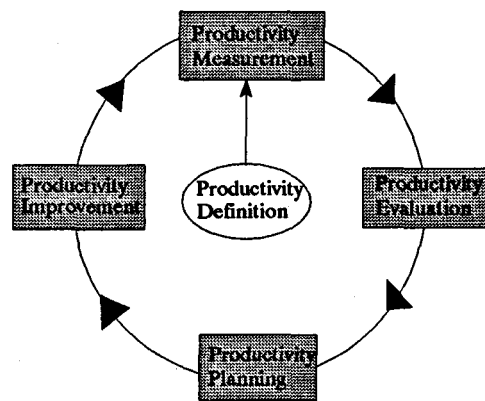 Productivity
Measurement
Productivity
Improvement
Productivity
Definition
Productivity
Evaluation
Productivity
Planning